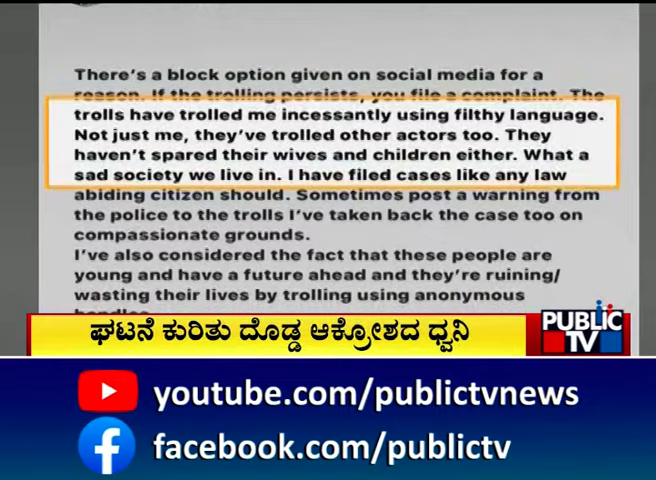 There's a block option given on social media for a
reason. If the trolling persists, you file a complaint. The
trolls have trolled me incessantly using filthy language.
Not just me, they've trolled other actors too. They
haven't spared their wives and children either. What a
sad society we live in. I have filed cases like any law
abiding citizen should. Sometimes post a warning from
the police to the trolls I've taken back the case too on
compassionate grounds.
I've also considered the fact that these people are
young and have a future ahead and they're ruining/
wasting their lives by trolling using anonymous
handles
ಘಟನೆ ಕುರಿತು ದೊಡ್ಡ ಆಕ್ರೋಶದ ಧ್ವನಿ
PUBLiC
TV
youtube.com/publictvnews
facebook.com/publictv